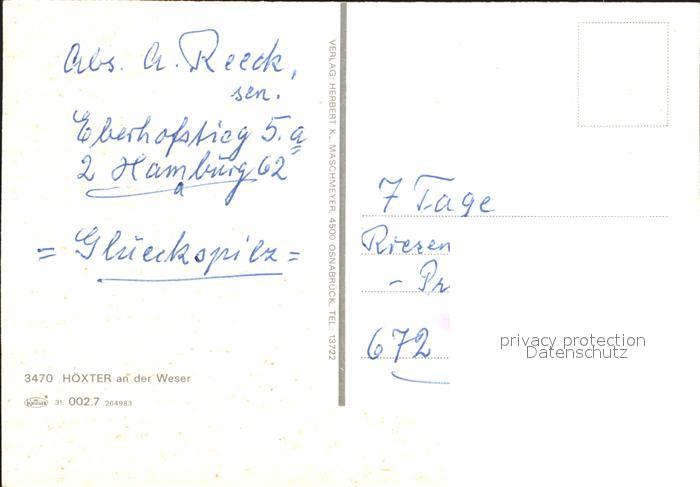 Abs. A. Reeck,
sen.
Eberhofstieg 5.a
2 Hamburg 62
= Glückspilz =
3470 HÖXTER an der Weser
KRÜGER 31. 002.7 264983
VERLAG: HERBERT K. MASCHMEYER, 4500 OSNABRÜCK, TEL. 13722
7 Tage
Riesen
- Pr
672
privacy protection
Datenschutz